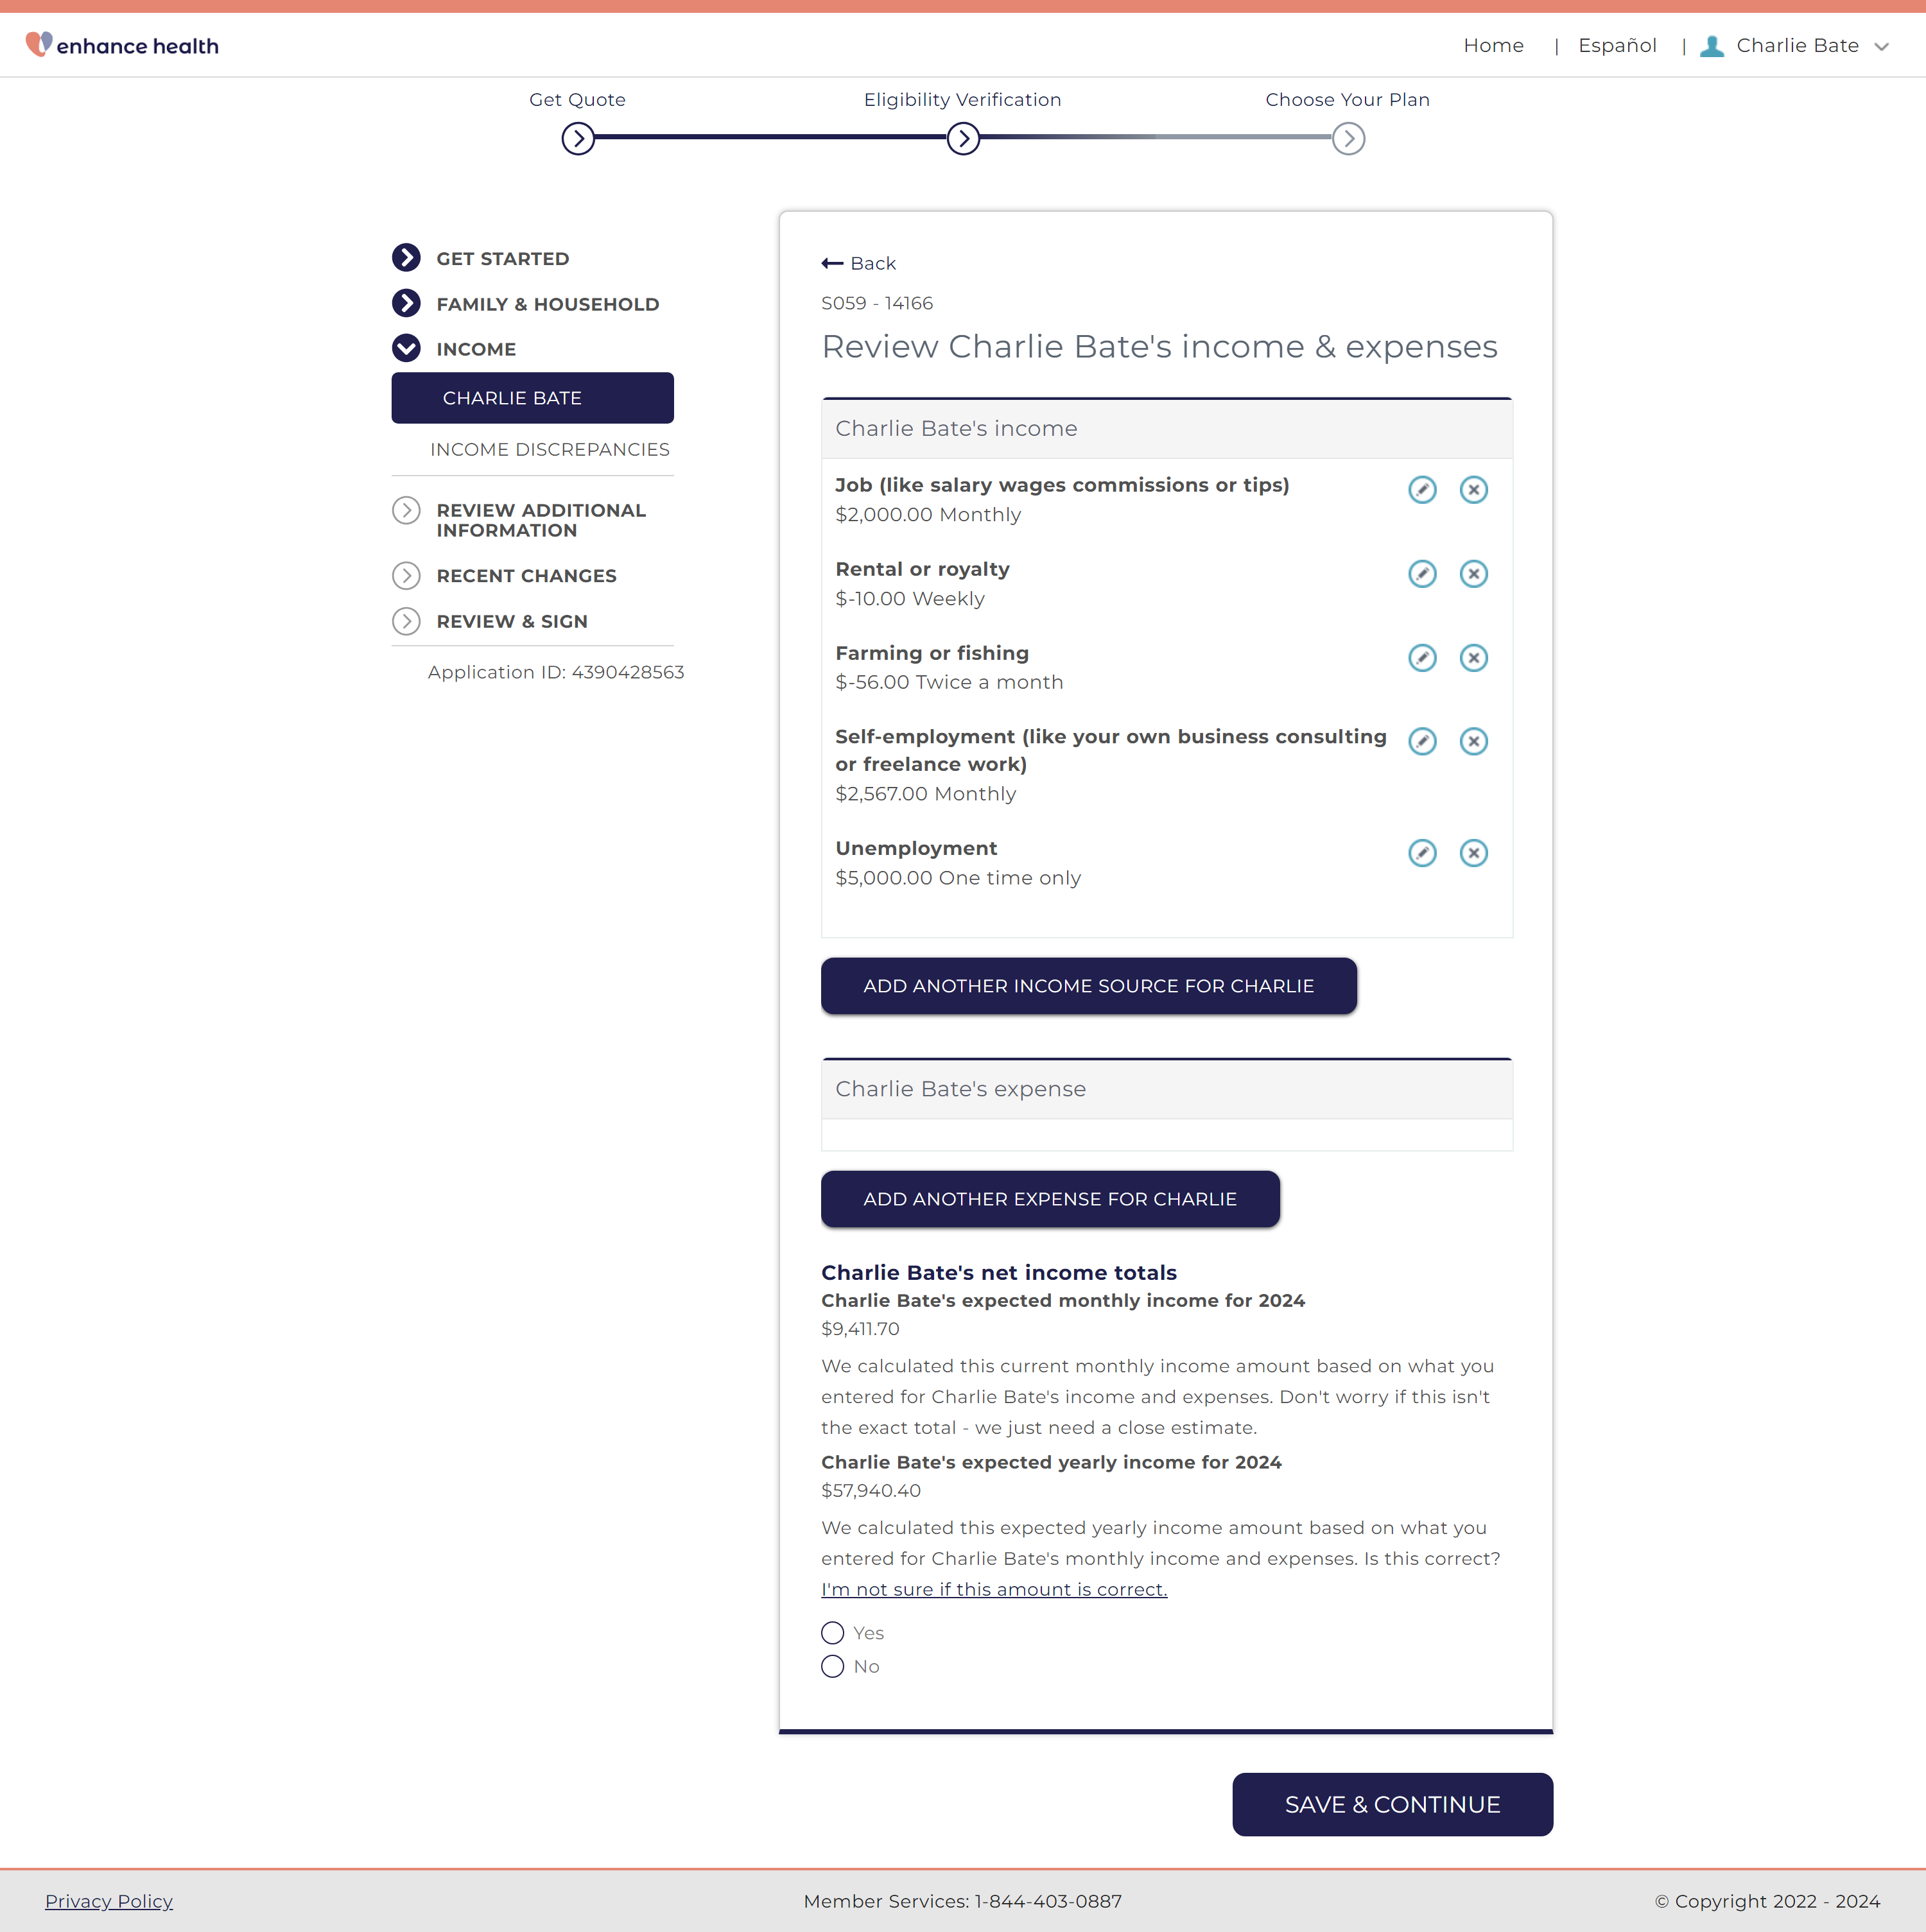 enhance health
Home | Español | Charlie Bate
Get Quote
Eligibility Verification
Choose Your Plan
GET STARTED
FAMILY & HOUSEHOLD
INCOME
CHARLIE BATE
INCOME DISCREPANCIES
REVIEW ADDITIONAL
INFORMATION
RECENT CHANGES
REVIEW & SIGN
Application ID: 4390428563
Back
S059 - 14166
Review Charlie Bate's income & expenses
Charlie Bate's income
Job (like salary wages commissions or tips)
$2,000.00 Monthly
Rental or royalty
$-10.00 Weekly
Farming or fishing
$-56.00 Twice a month
Self-employment (like your own business consulting
or freelance work)
$2,567.00 Monthly
Unemployment
$5,000.00 One time only
ADD ANOTHER INCOME SOURCE FOR CHARLIE
Charlie Bate's expense
ADD ANOTHER EXPENSE FOR CHARLIE
Charlie Bate's net income totals
Charlie Bate's expected monthly income for 2024
$9,411.70
We calculated this current monthly income amount based on what you
entered for Charlie Bate's income and expenses. Don't worry if this isn't
the exact total - we just need a close estimate.
Charlie Bate's expected yearly income for 2024
$57,940.40
We calculated this expected yearly income amount based on what you
entered for Charlie Bate's monthly income and expenses. Is this correct?
I'm not sure if this amount is correct.
Yes
No
SAVE & CONTINUE
Privacy Policy
Member Services: 1-844-403-0887
© Copyright 2022 - 2024